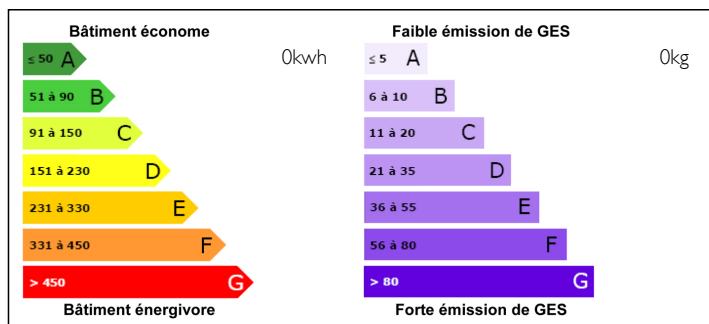 Bâtiment économe
≤ 50 A 0kwh
51 à 90 B
91 à 150 C
151 à 230 D
231 à 330 E
331 à 450 F
> 450 G
Bâtiment énergivore
Faible émission de GES
≤ 5 A 0kg
6 à 10 B
11 à 20 C
21 à 35 D
36 à 55 E
56 à 80 F
> 80 G
Forte émission de GES